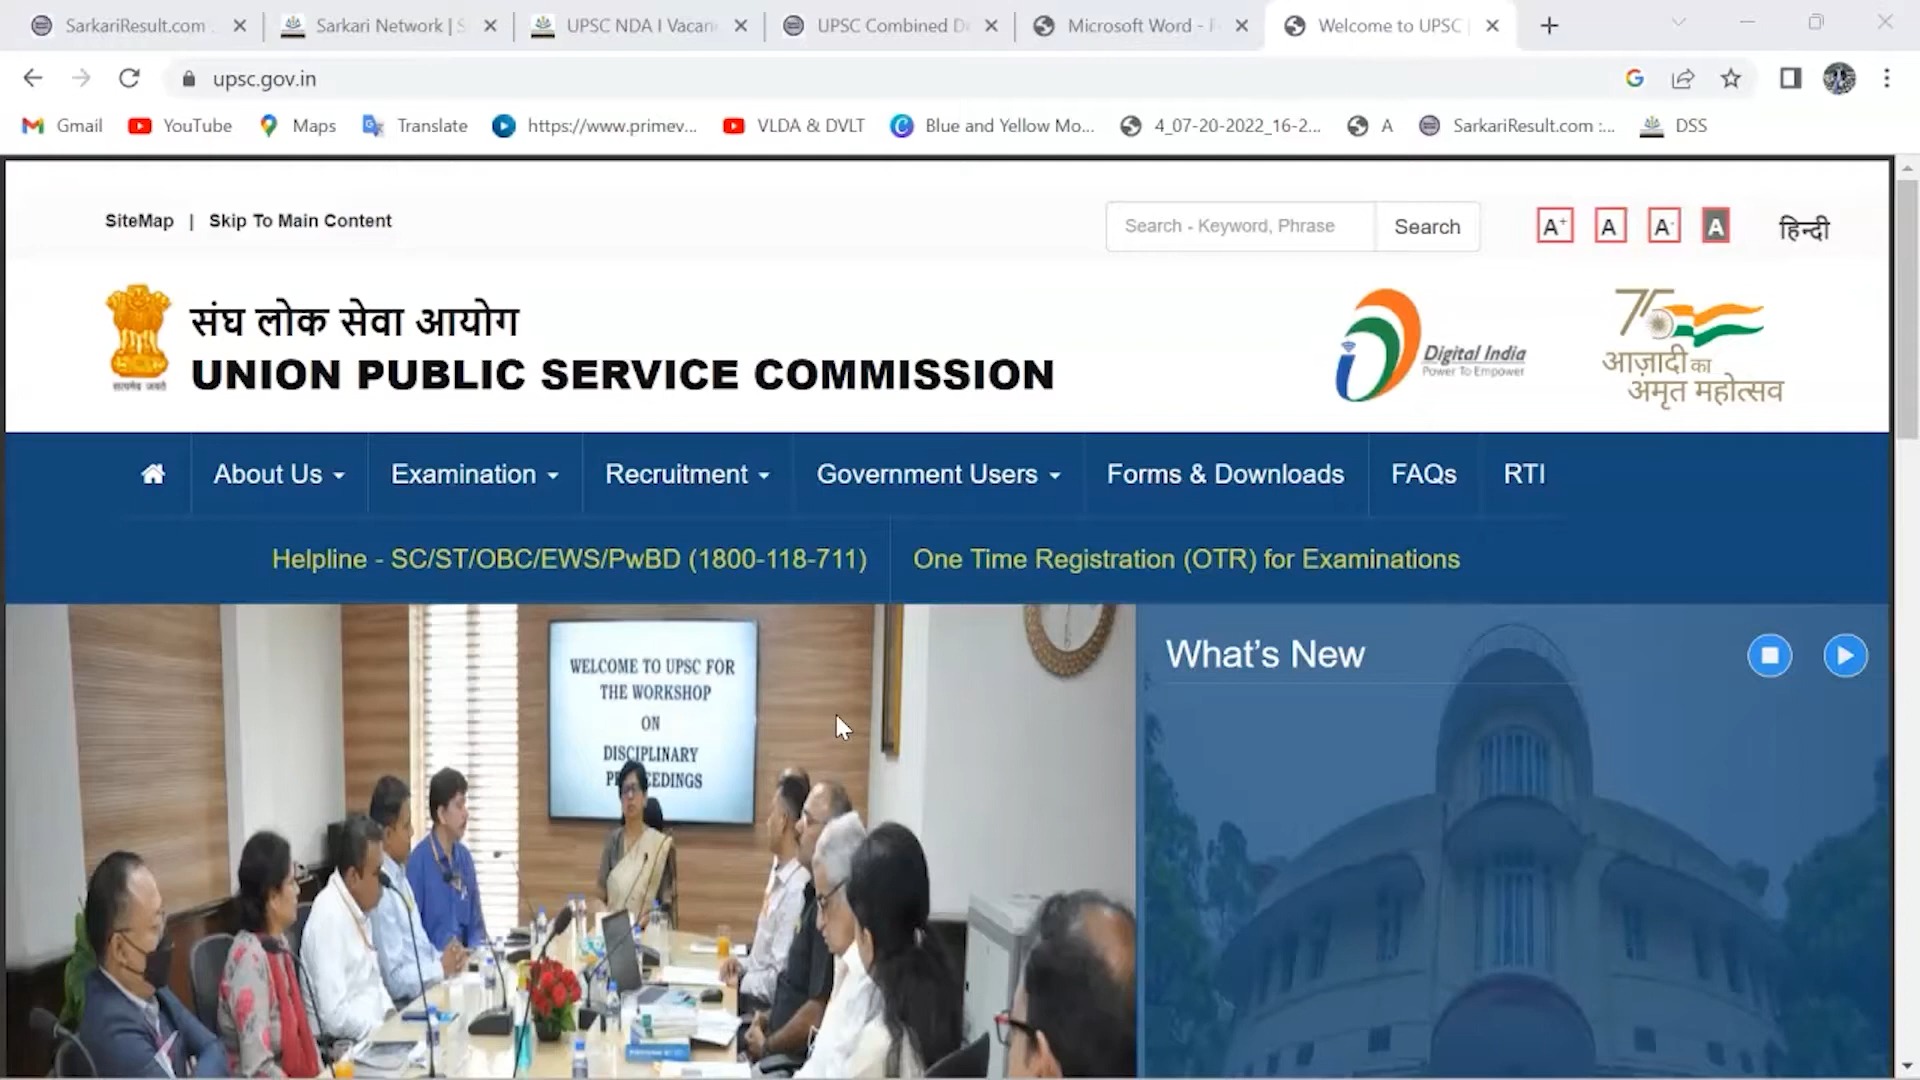 SarkariResult.com :
Sarkari Network | S
UPSC NDA I Vacan
UPSC Combined D
Microsoft Word -
Welcome to UPSC |
upsc.gov.in
Gmail
YouTube
Maps
Translate
https://www.primev...
VLDA & DVLT
Blue and Yellow Mo...
4_07-20-2022_16-2...
A
SarkariResult.com :...
DSS
SiteMap | Skip To Main Content
Search - Keyword, Phrase
Search
A+ A A- A
हिन्दी
संघ लोक सेवा आयोग
UNION PUBLIC SERVICE COMMISSION
सत्यमेव जयते
Digital India
Power To Empower
75
आज़ादी का
अमृत महोत्सव
About Us
Examination
Recruitment
Government Users
Forms & Downloads
FAQs
RTI
Helpline - SC/ST/OBC/EWS/PwBD (1800-118-711)
One Time Registration (OTR) for Examinations
WELCOME TO UPSC FOR
THE WORKSHOP
ON
DISCIPLINARY
What's New